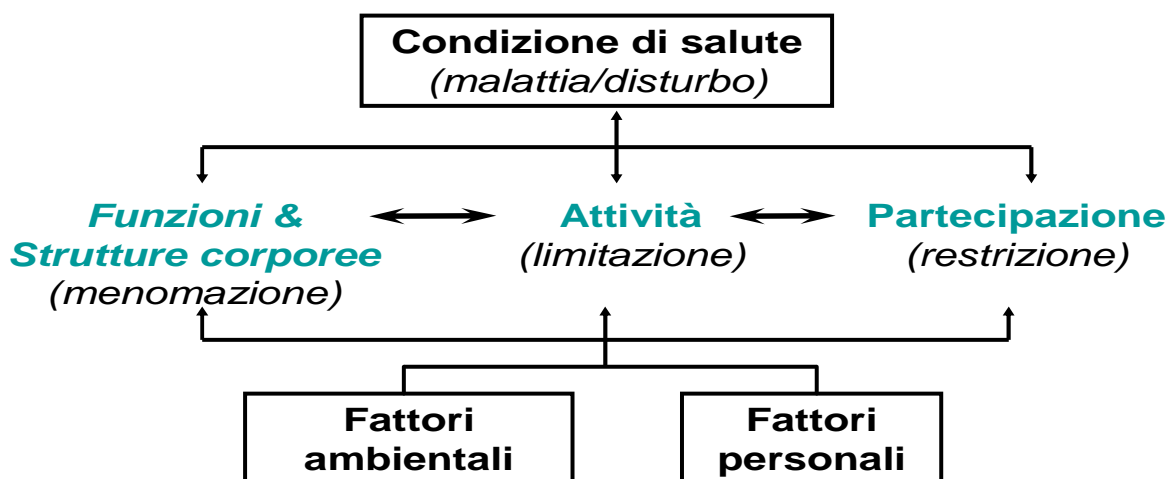 Condizione di salute
(malattia/disturbo)
Funzioni &
Strutture corporee
(menomazione)
Attività
(limitazione)
Partecipazione
(restrizione)
Fattori
ambientali
Fattori
personali